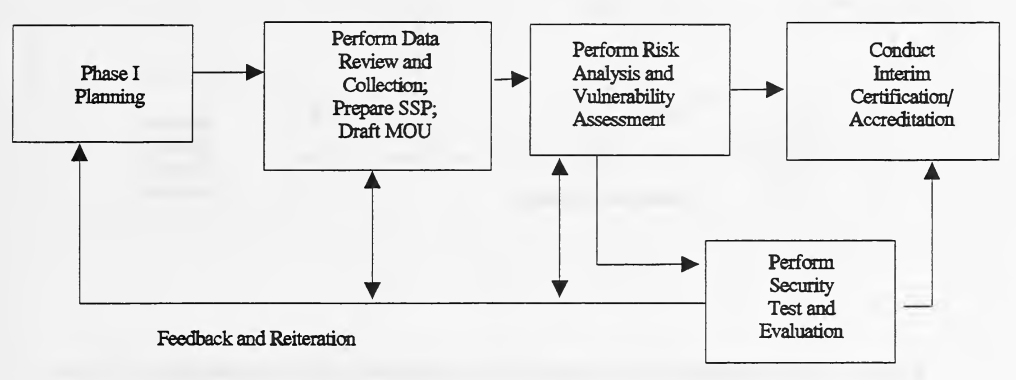 Phase I
Planning
Perform Data
Review and
Collection;
Prepare SSP;
Draft MOU
Perform Risk
Analysis and
Vulnerability
Assessment
Conduct
Interim
Certification/
Accreditation
Perform
Security
Test and
Evaluation
Feedback and Reiteration